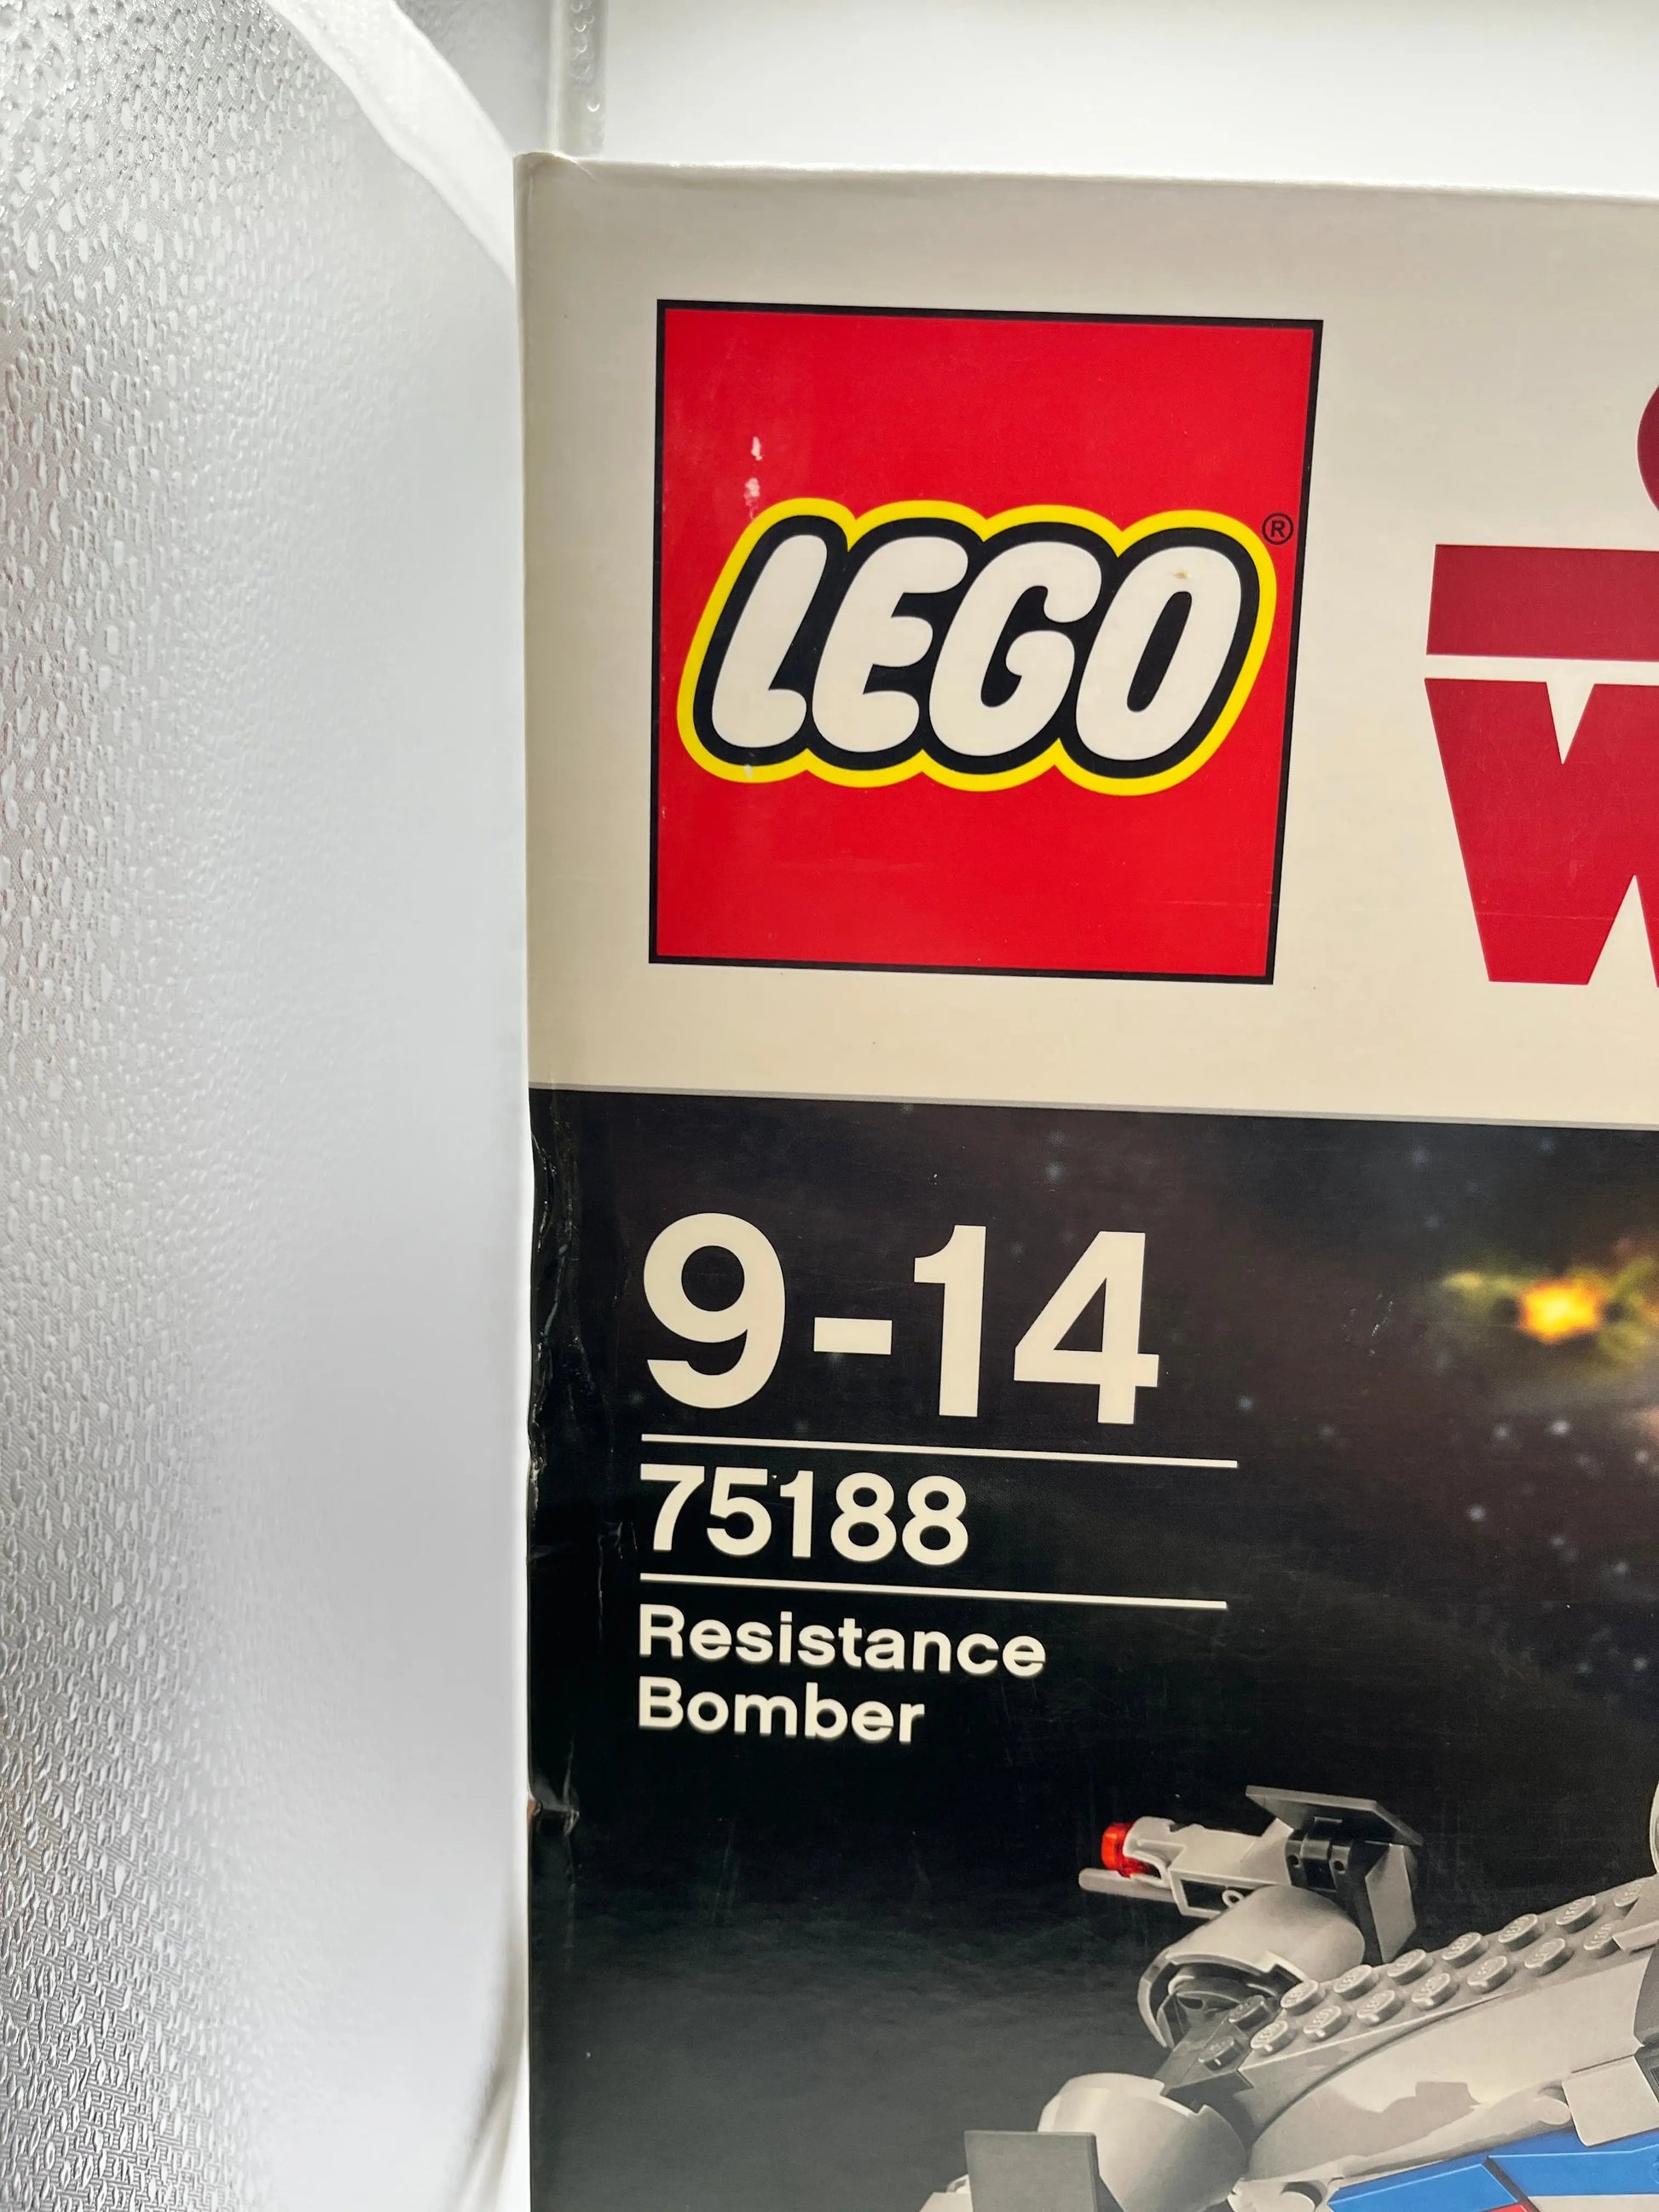 LEGO®
W
9-14
75188
Resistance
Bomber